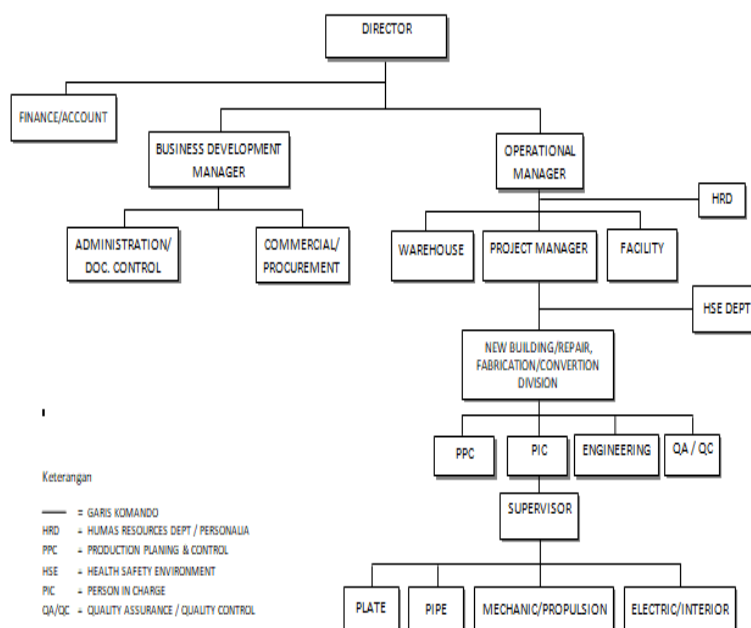 DIRECTOR
FINANCE/ACCOUNT
BUSINESS DEVELOPMENT
MANAGER
OPERATIONAL
MANAGER
HRD
ADMINISTRATION/
DOC. CONTROL
COMMERCIAL/
PROCUREMENT
WAREHOUSE
PROJECT MANAGER
FACILITY
HSE DEPT
NEW BUILDING/REPAIR,
FABRICATION/CONVERTION
DIVISION
PPC
PIC
ENGINEERING
QA / QC
SUPERVISOR
PLATE
PIPE
MECHANIC/PROPULSION
ELECTRIC/INTERIOR
Keterangan
= GARIS KOMANDO
HRD = HUMAS RESOURCES DEPT / PERSONALIA
PPC = PRODUCTION PLANING & CONTROL
HSE = HEALTH SAFETY ENVIRONMENT
PIC = PERSON IN CHARGE
QA/QC = QUALITY ASSURANCE / QUALITY CONTROL